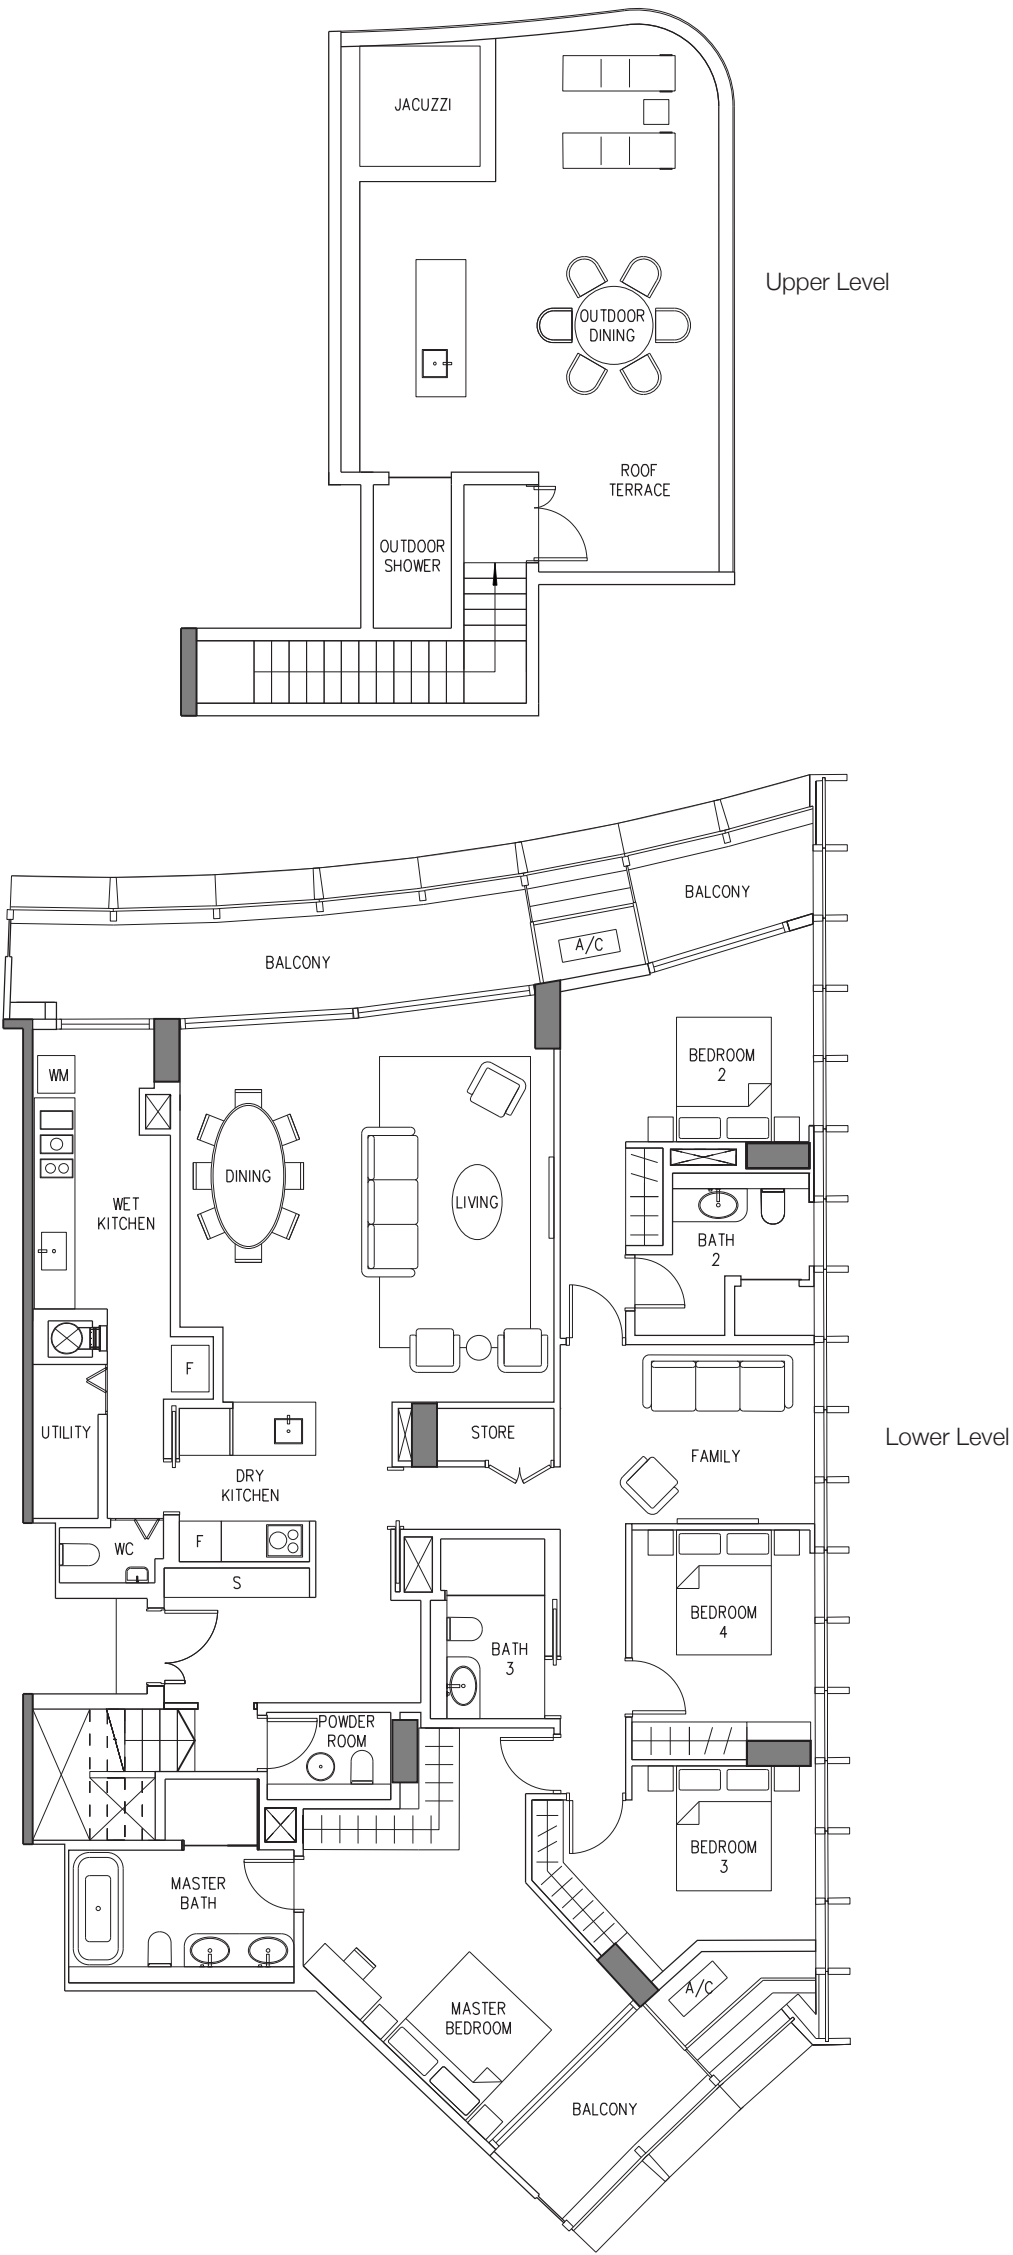 JACUZZI
Upper Level
OUTDOOR
DINING
ROOF
TERRACE
OUTDOOR
SHOWER
BALCONY
A/C
BALCONY
BEDROOM
2
WM
DINING
LIVING
WET
KITCHEN
BATH
2
F
UTILITY
STORE
Lower Level
FAMILY
DRY
KITCHEN
WC
F
S
BEDROOM
4
BATH
3
POWDER
ROOM
BEDROOM
3
MASTER
BATH
A/C
MASTER
BEDROOM
BALCONY